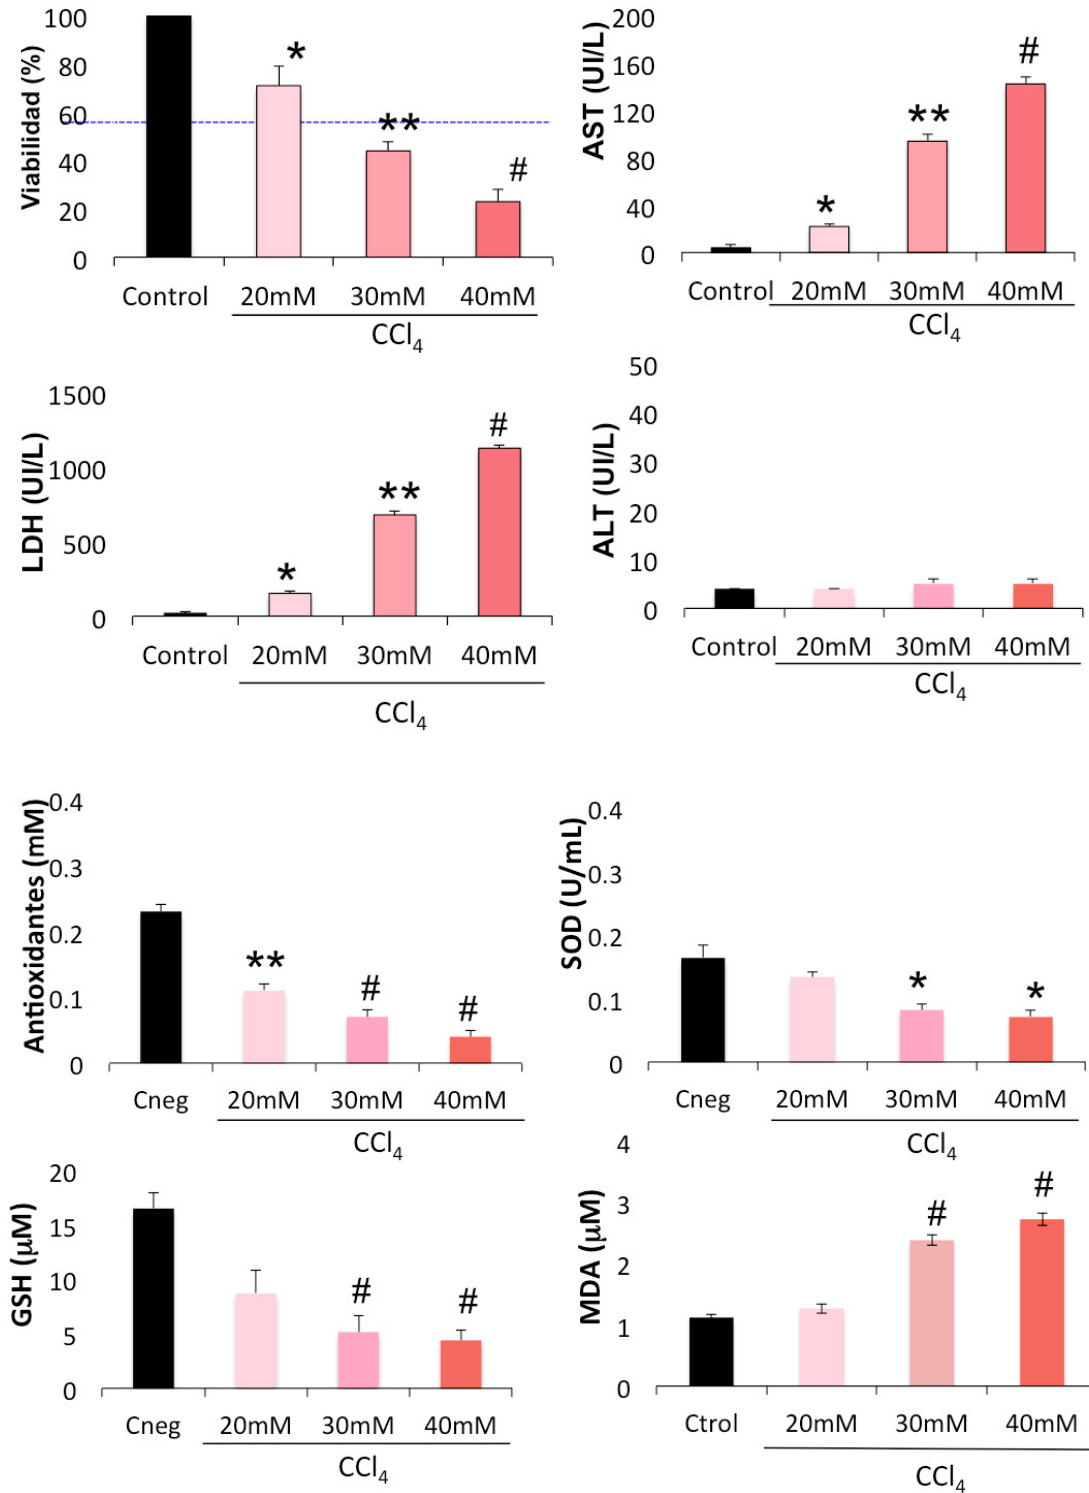 Viabilidad (%)
100
80
60
40
20
0
*
**
#
Control 20mM 30mM 40mM
CCl4
AST (UI/L)
200
160
120
80
40
0
*
**
#
Control 20mM 30mM 40mM
CCl4
LDH (UI/L)
1500
1000
500
0
*
**
#
Control 20mM 30mM 40mM
CCl4
ALT (UI/L)
50
40
30
20
10
0
Control 20mM 30mM 40mM
CCl4
Antioxidantes (mM)
0.4
0.3
0.2
0.1
0
**
#
#
Cneg 20mM 30mM 40mM
CCl4
SOD (U/mL)
0.4
0.3
0.2
0.1
0
*
*
Cneg 20mM 30mM 40mM
CCl4
GSH (µM)
20
15
10
5
0
#
#
Cneg 20mM 30mM 40mM
CCl4
MDA (µM)
4
3
2
1
0
#
#
Ctrol 20mM 30mM 40mM
CCl4